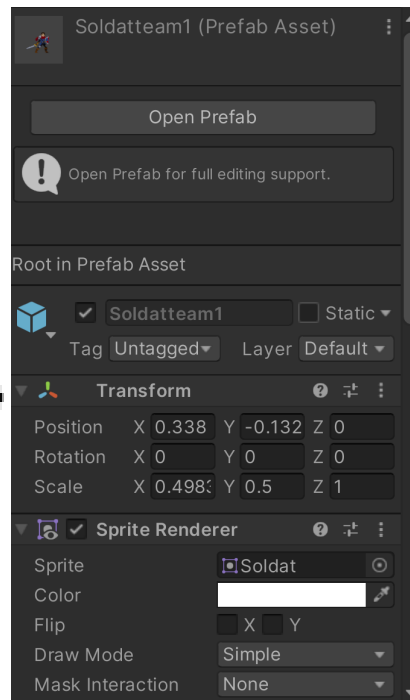 Soldatteam1 (Prefab Asset)
Open Prefab
Open Prefab for full editing support.
Root in Prefab Asset
Soldatteam1 Static
Tag Untagged Layer Default
Transform
Position X 0.338 Y -0.132 Z 0
Rotation X 0 Y 0 Z 0
Scale X 0.498 Y 0.5 Z 1
Sprite Renderer
Sprite Soldat
Color
Flip X Y
Draw Mode Simple
Mask Interaction None